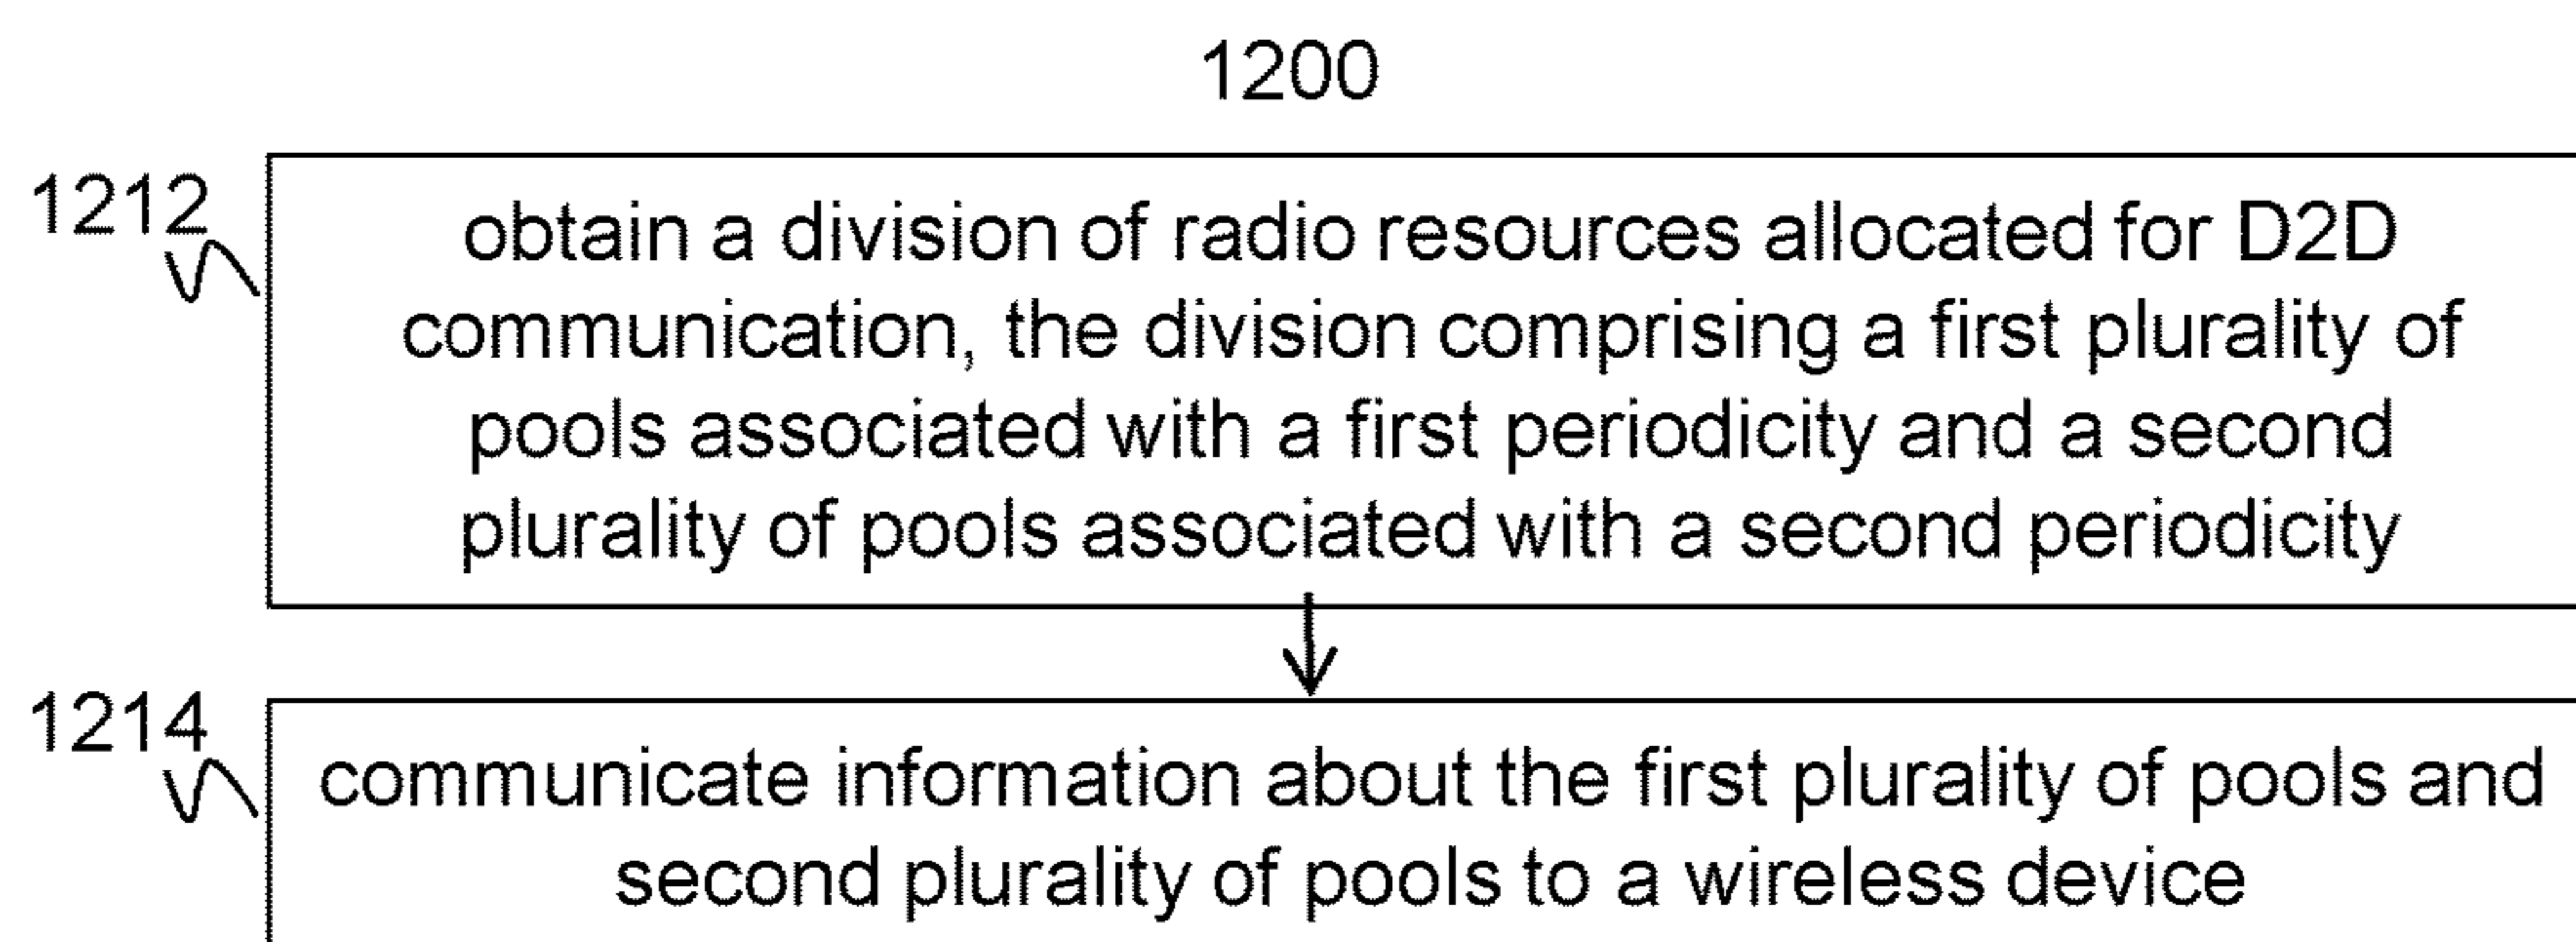 1200
1212
obtain a division of radio resources allocated for D2D
communication, the division comprising a first plurality of
pools associated with a first periodicity and a second
plurality of pools associated with a second periodicity
1214
communicate information about the first plurality of pools and
second plurality of pools to a wireless device